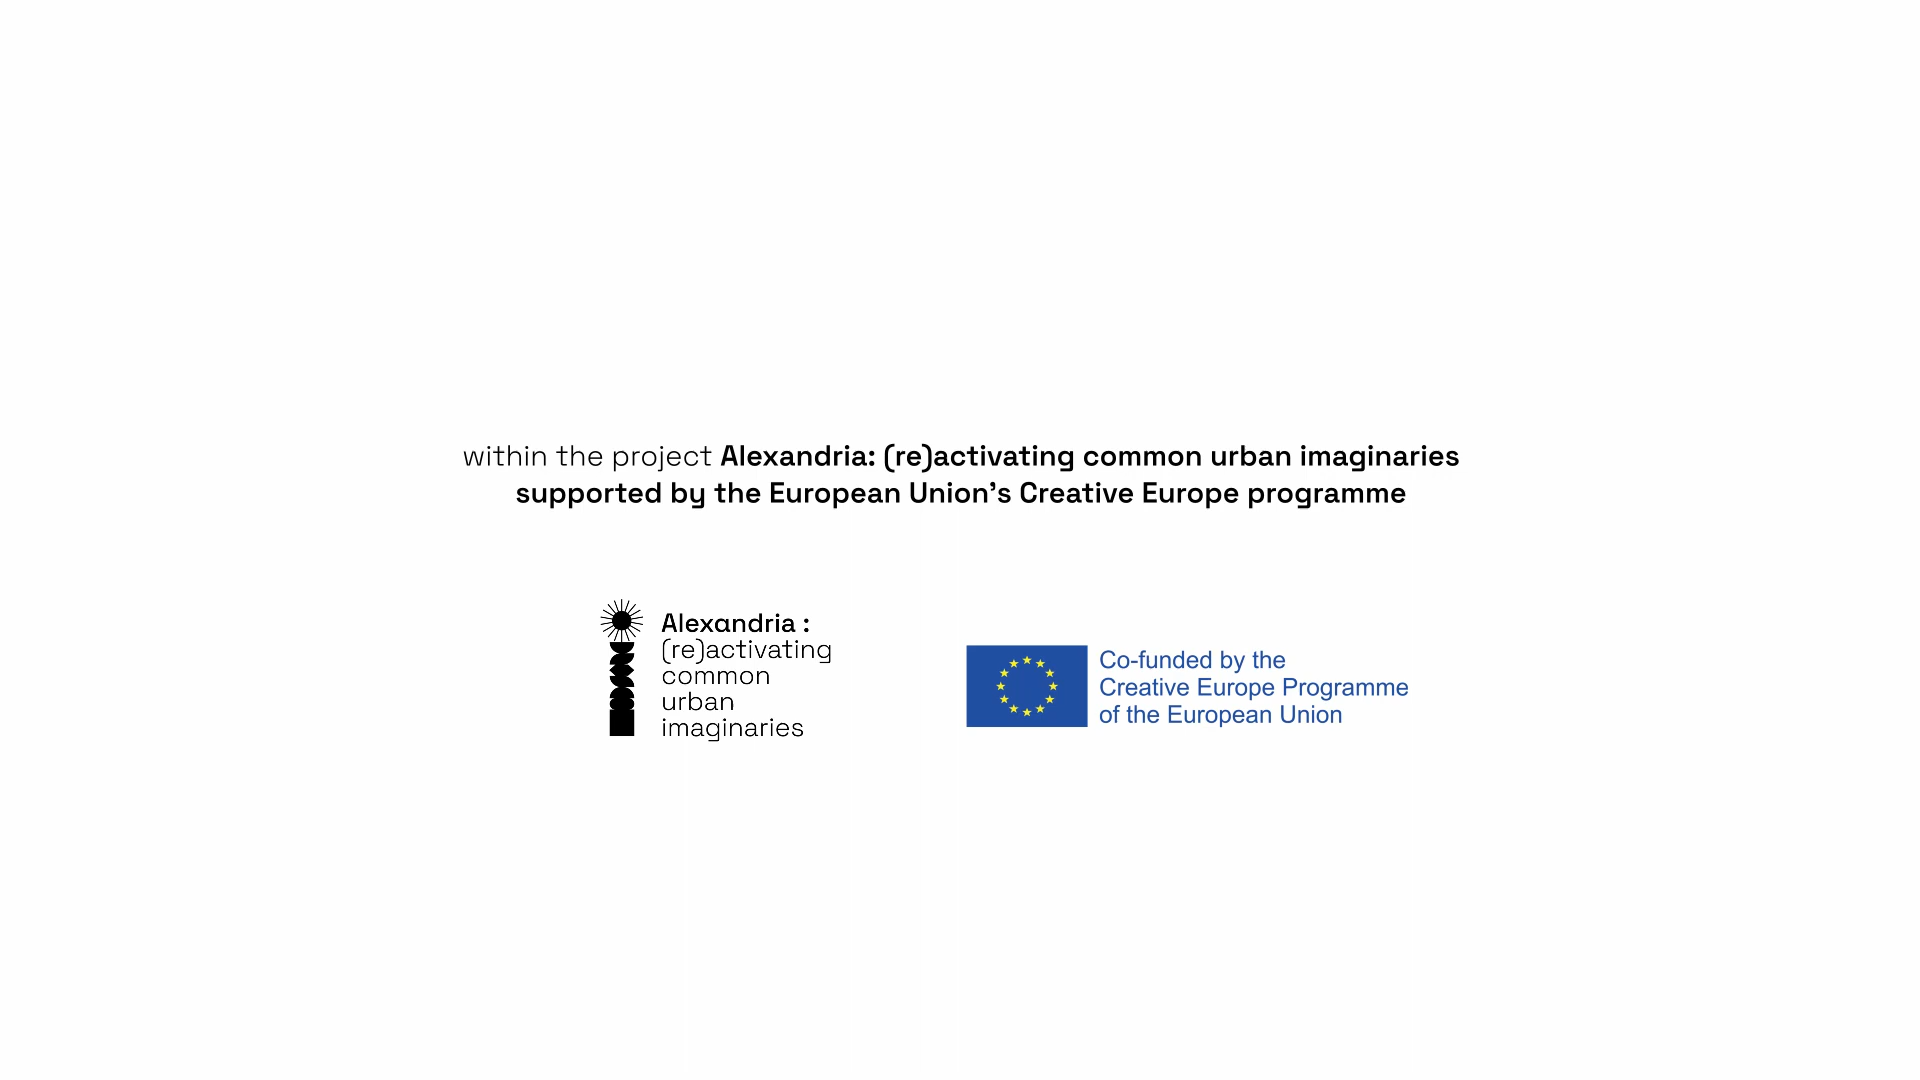 within the project Alexandria: (re)activating common urban imaginaries
supported by the European Union’s Creative Europe programme
Alexandria :
(re)activating
common
urban
imaginaries
Co-funded by the
Creative Europe Programme
of the European Union